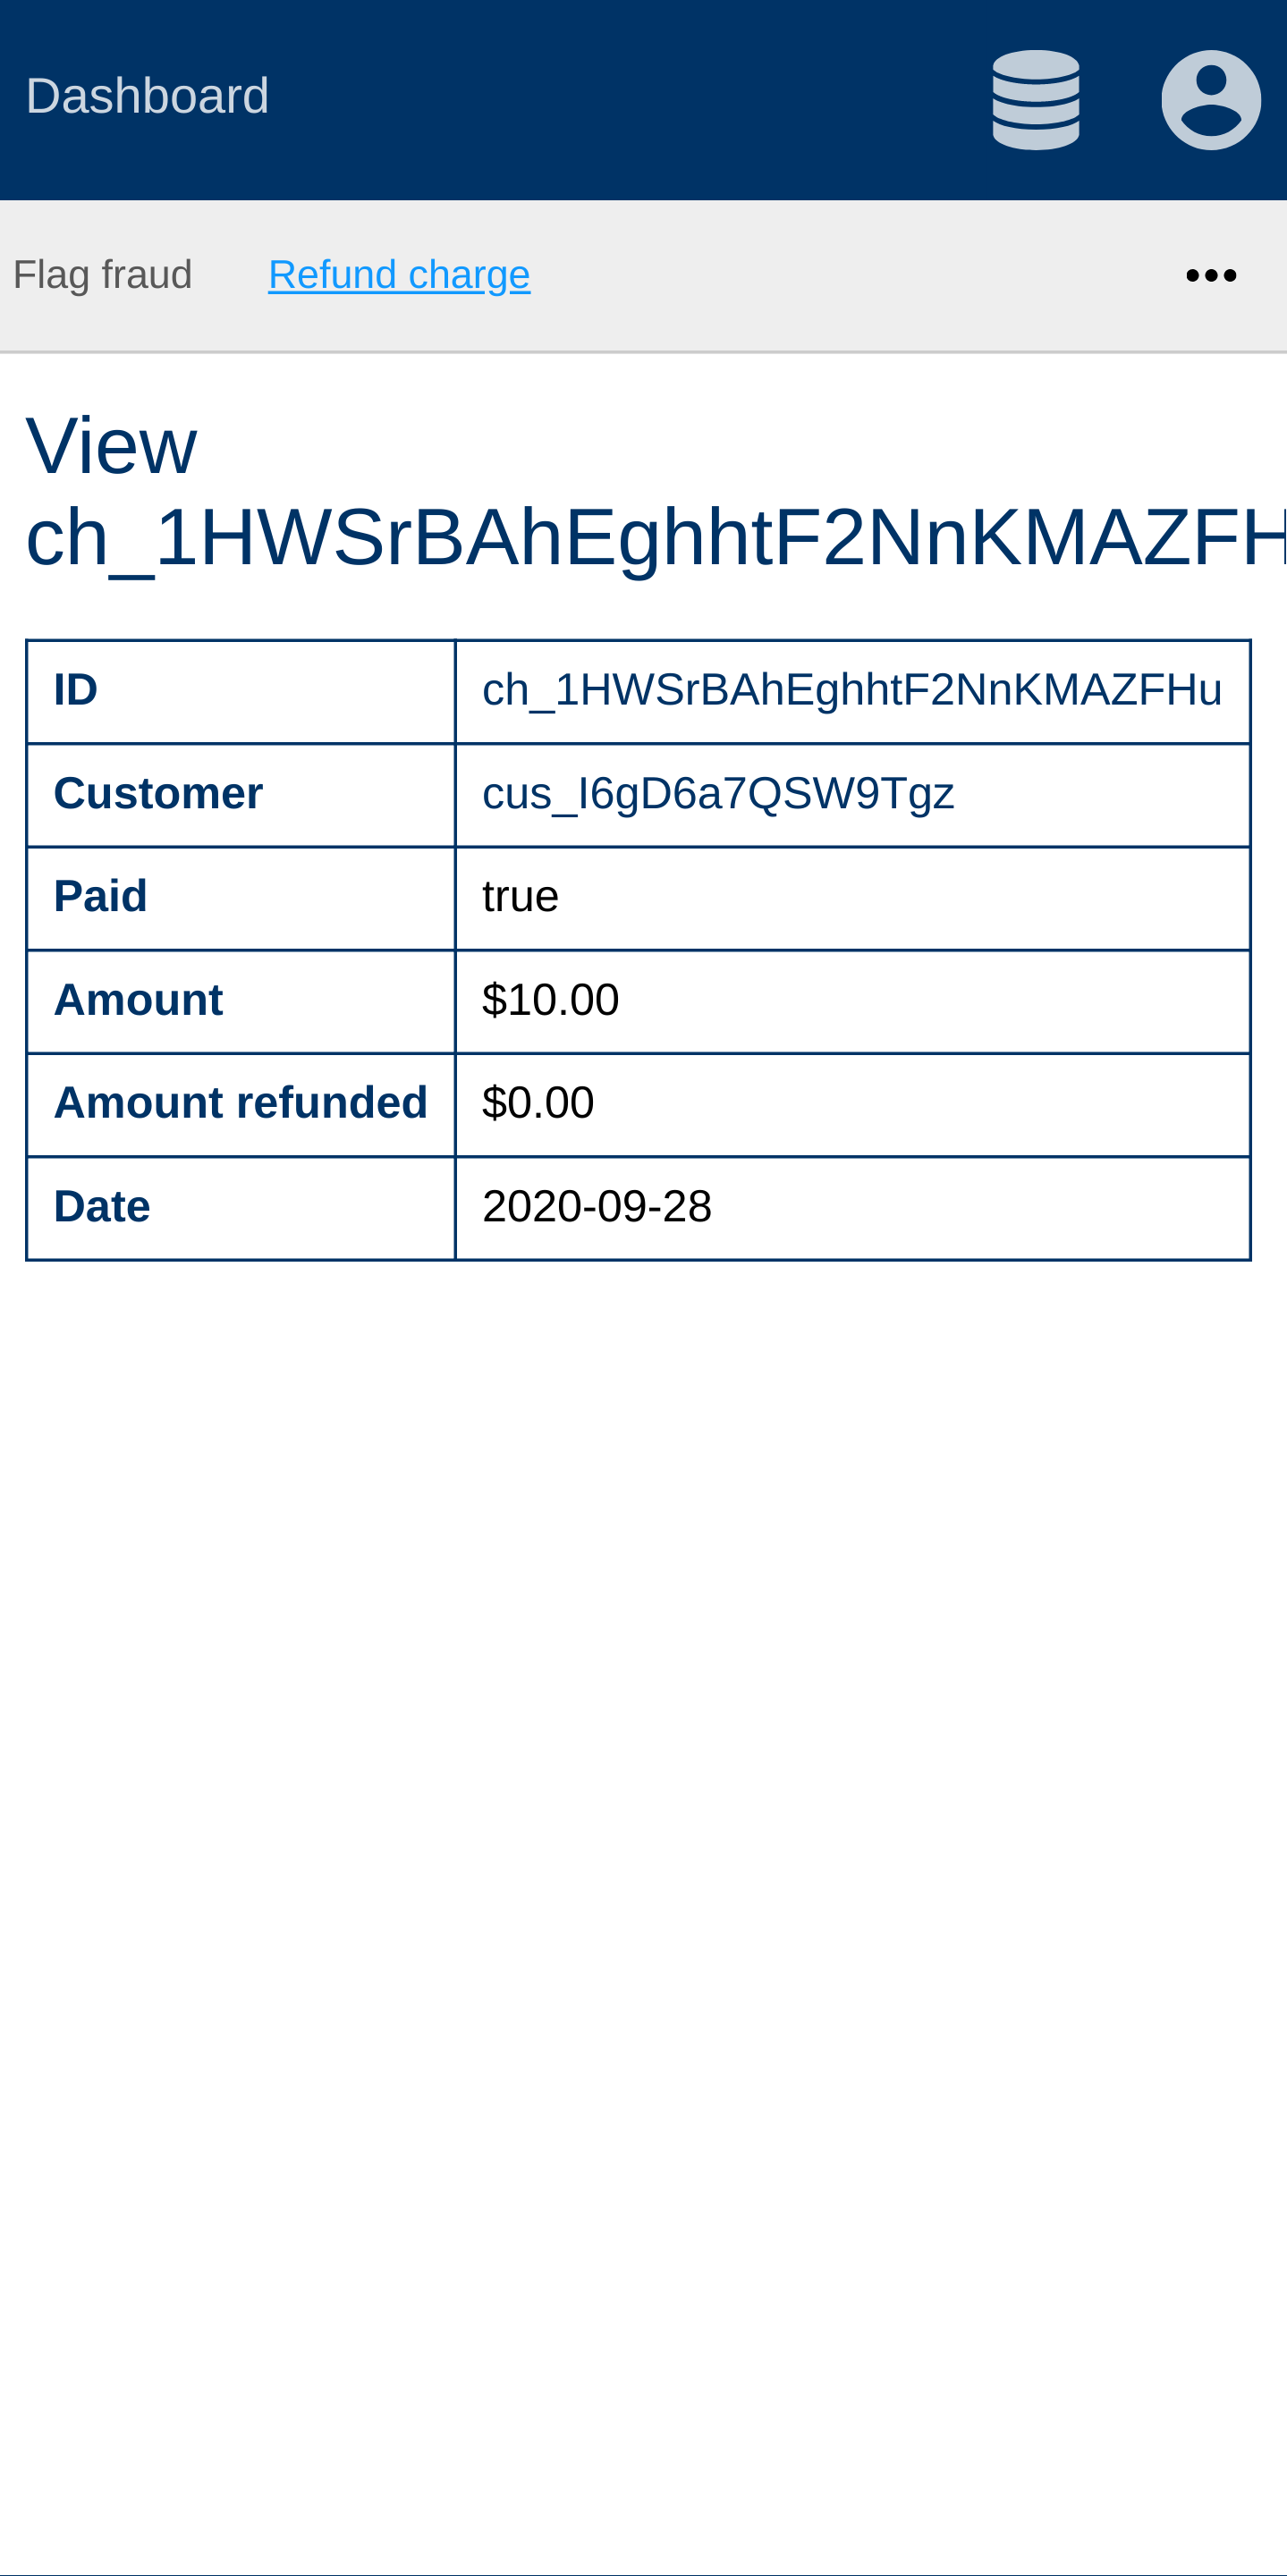 Dashboard
Flag fraud Refund charge
View
ch_1HWSrBAhEghhtF2NnKMAZFH
ID ch_1HWSrBAhEghhtF2NnKMAZFHu
Customer cus_I6gD6a7QSW9Tgz
Paid true
Amount $10.00
Amount refunded $0.00
Date 2020-09-28